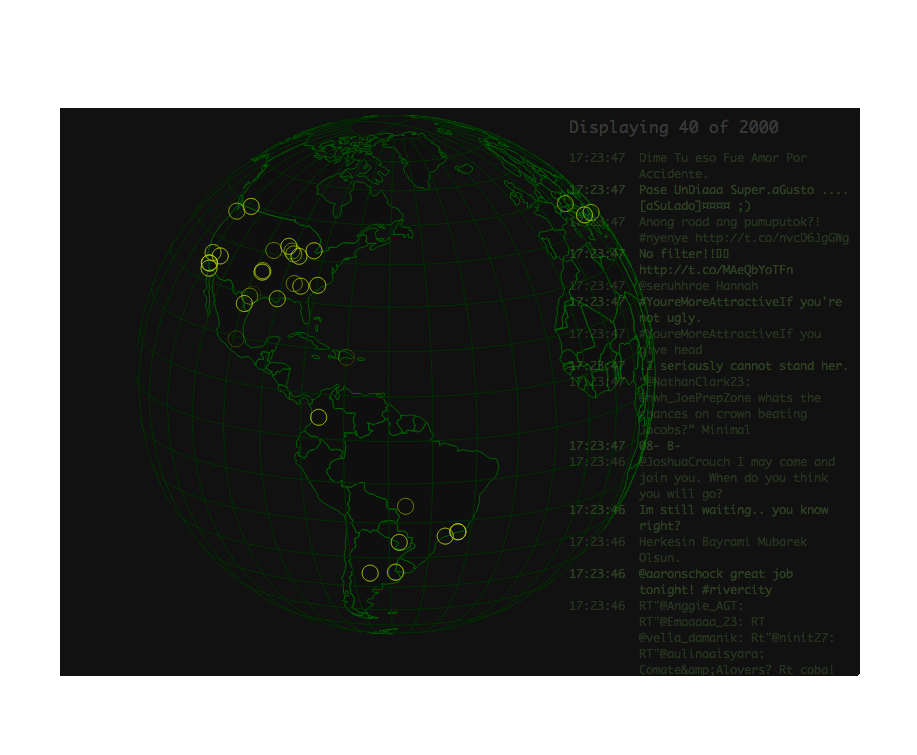 Displaying 40 of 2000
17:23:47 Dime Tu eso Fue Amor Por
Accidente.
17:23:47 Pase UnDiaaa Super.aGusto ....
[aSuLado]¤¤¤¤ ;)
17:23:47 Anong road ang pumuputok?!
#nyenye http://t.co/nvcD6JgGWg
17:23:47 No filter!!
http://t.co/MAeQbYoTFn
17:23:47 @seruhhrae Hannah
17:23:47 #YoureMoreAttractiveIf you're
not ugly.
17:23:47 #YoureMoreAttractiveIf you
give head
17:23:47 .I seriously cannot stand her.
17:23:47 "@NathanClark23:
@nwh_JoePrepZone whats the
chances on crown beating
Jacobs?” Minimal
17:23:47 08- B-
17:23:46 @JoshuaCrouch I may come and
join you. When do you think
you will go?
17:23:46 Im still waiting.. you know
right?
17:23:46 Herkesin Bayrami Mubarek
Olsun.
17:23:46 @aaronschock great job
tonight! #rivercity
17:23:46 RT"@Anggie_AGT:
RT"@Emaaaaa_23: RT
@vella_damanik: Rt"@ninit27:
RT"@aulinaaisyara:
Comate&amp;Alovers? Rt coba!